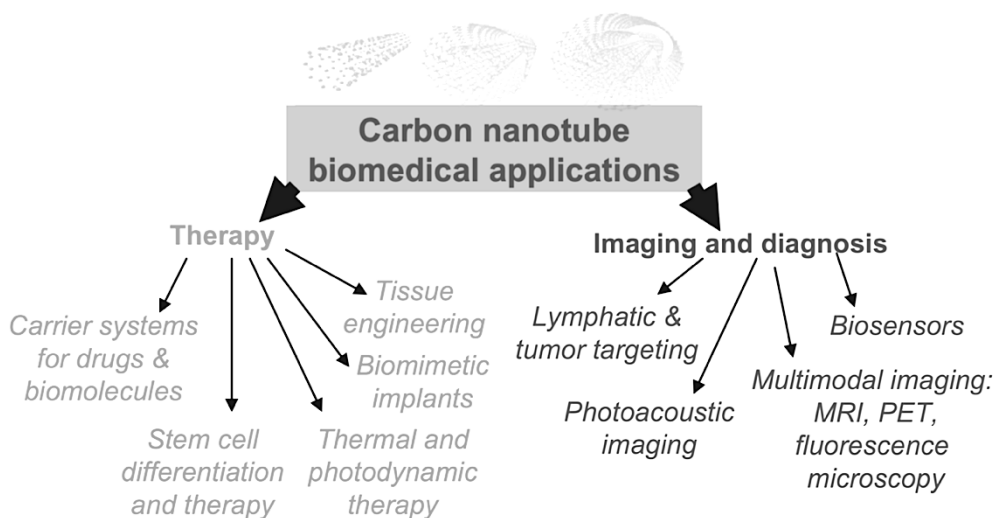 Carbon nanotube
biomedical applications
Therapy
Imaging and diagnosis
Carrier systems
for drugs &
biomolecules
Stem cell
differentiation
and therapy
Thermal and
photodynamic
therapy
Biomimetic
implants
Tissue
engineering
Lymphatic &
tumor targeting
Photoacoustic
imaging
Multimodal imaging:
MRI, PET,
fluorescence
microscopy
Biosensors